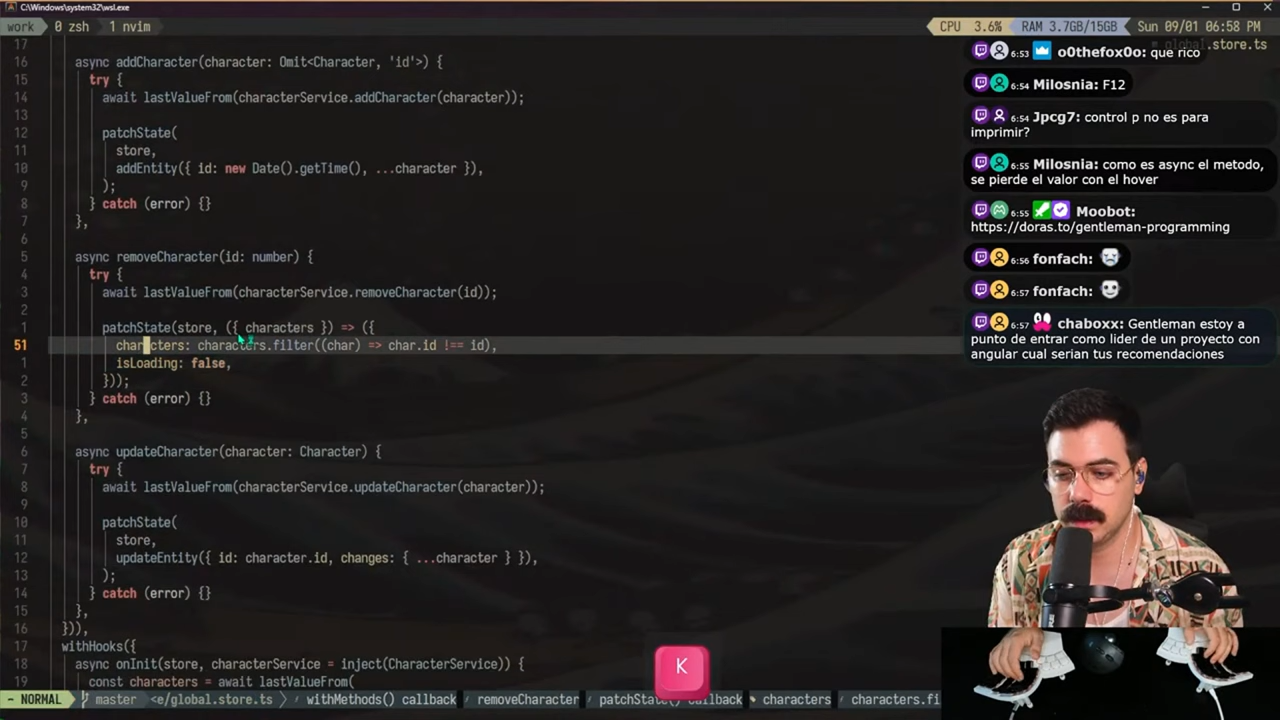 C:\Windows\system32\wsl.exe
work 0 zsh 1 nvim
CPU 3.6% RAM 3.7GB/15GB Sun 09/01 06:58 PM
global.store.ts
17
16 async addCharacter(character: Omit<Character, 'id'>) {
15 try {
14 await lastValueFrom(characterService.addCharacter(character));
13
12 patchState(
11 store,
10 addEntity({ id: new Date().getTime(), ...character }),
9 );
8 } catch (error) {}
7 },
6
5 async removeCharacter(id: number) {
4 try {
3 await lastValueFrom(characterService.removeCharacter(id));
2
1 patchState(store, ({ characters }) => ({
51 characters: characters.filter((char) => char.id !== id),
1 isLoading: false,
2 }));
3 } catch (error) {}
4 },
5
6 async updateCharacter(character: Character) {
7 try {
8 await lastValueFrom(characterService.updateCharacter(character));
9
10 patchState(
11 store,
12 updateEntity({ id: character.id, changes: { ...character } }),
13 );
14 } catch (error) {}
15 },
16 })),
17 withHooks({
18 async onInit(store, characterService = inject(CharacterService)) {
19 const characters = await lastValueFrom(
- NORMAL master <e/global.store.ts withMethods() callback removeCharacter patchState() callback characters characters.fi
6:53 o0thefox0o: que rico
6:54 Milosnia: F12
6:54 Jpcg7: control p no es para
imprimir?
6:55 Milosnia: como es async el metodo,
se pierde el valor con el hover
6:55 Moobot:
https://doras.to/gentleman-programming
6:56 fonfach:
6:57 fonfach:
6:57 chaboxx: Gentleman estoy a
punto de entrar como lider de un proyecto con
angular cual serian tus recomendaciones
K